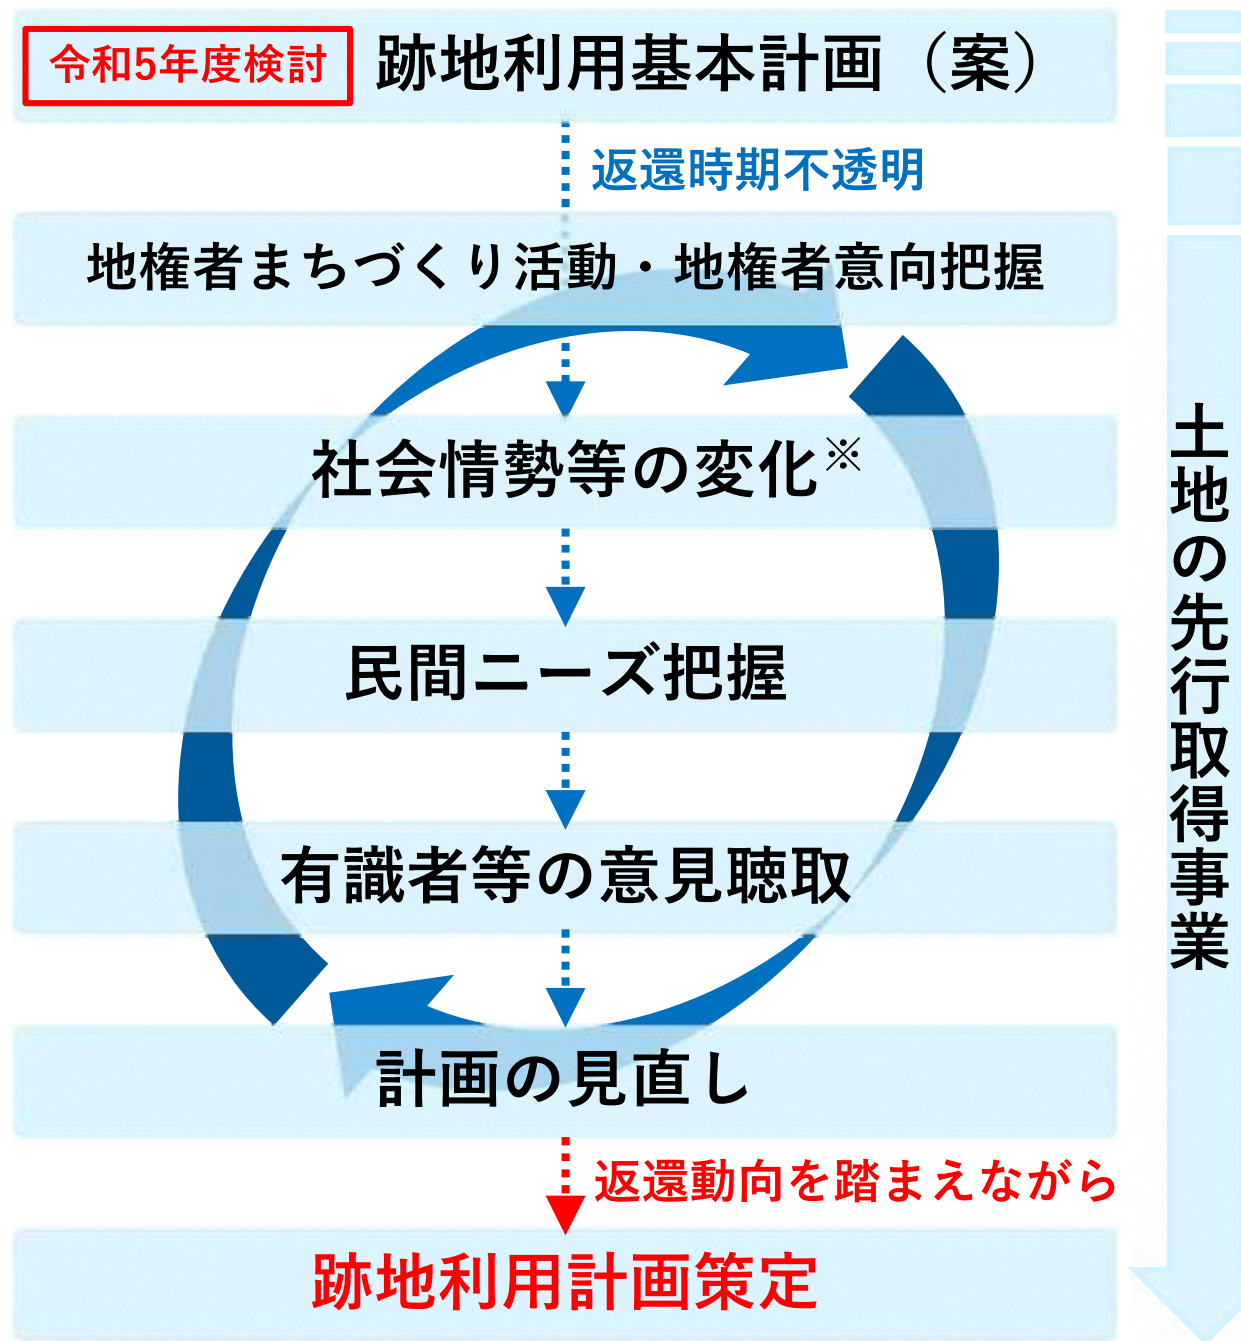 令和5年度検討
跡地利用基本計画（案）
返還時期不透明
地権者まちづくり活動・地権者意向把握
社会情勢等の変化※
民間ニーズ把握
有識者等の意見聴取
計画の見直し
返還動向を踏まえながら
跡地利用計画策定
土地の先行取得事業